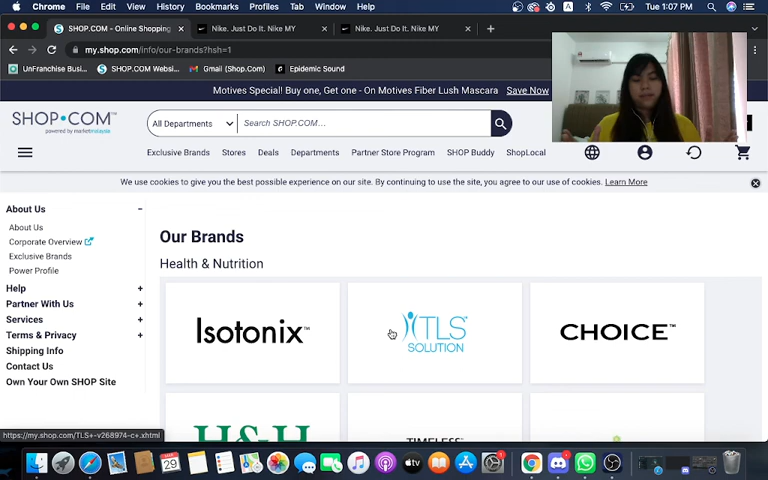 Chrome File Edit View History Bookmarks Profiles Tab Window Help Tue 1:07 PM
SHOP.COM - Online Shopping Nike. Just Do It. Nike MY Nike. Just Do It. Nike MY
my.shop.com/info/our-brands?hsh=1
UnFranchise Busi... SHOP.COM Websi... Gmail (Shop.Com) Epidemic Sound
Motives Special! Buy one, Get one - On Motives Fiber Lush Mascara Save Now
SHOP•COM™
powered by marketmalaysia
All Departments Search SHOP.COM...
Exclusive Brands Stores Deals Departments Partner Store Program SHOP Buddy ShopLocal
We use cookies to give you the best possible experience on our site. By continuing to use the site, you agree to our use of cookies. Learn More
About Us
About Us
Corporate Overview
Exclusive Brands
Power Profile
Help
Partner With Us
Services
Terms & Privacy
Shipping Info
Contact Us
Own Your Own SHOP Site
Our Brands
Health & Nutrition
Isotonix™
TLS®
SOLUTION
CHOICE™
H&H
TIMELESS
https://my.shop.com/TLS+-v268974-c+.xhtml
MAR
29
tv